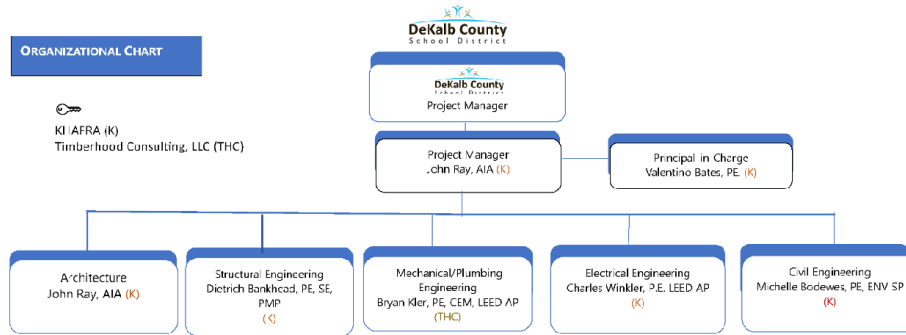 DeKalb County
School District
ORGANIZATIONAL CHART
DeKalb County
School District
Project Manager
KHAFRA (K)
Timberhood Consulting, LLC (THC)
Project Manager
John Ray, AIA (K)
Principal in Charge
Valentino Bates, PE. (K)
Architecture
John Ray, AIA (K)
Structural Engineering
Dietrich Bankhead, PE, SE,
PMP
(K)
Mechanical/Plumbing
Engineering
Bryan Kler, PE, CEM, LEED AP
(THC)
Electrical Engineering
Charles Winkler, P.E. LEED AP
(K)
Civil Engineering
Michelle Bodewes, PE, ENV SP
(K)